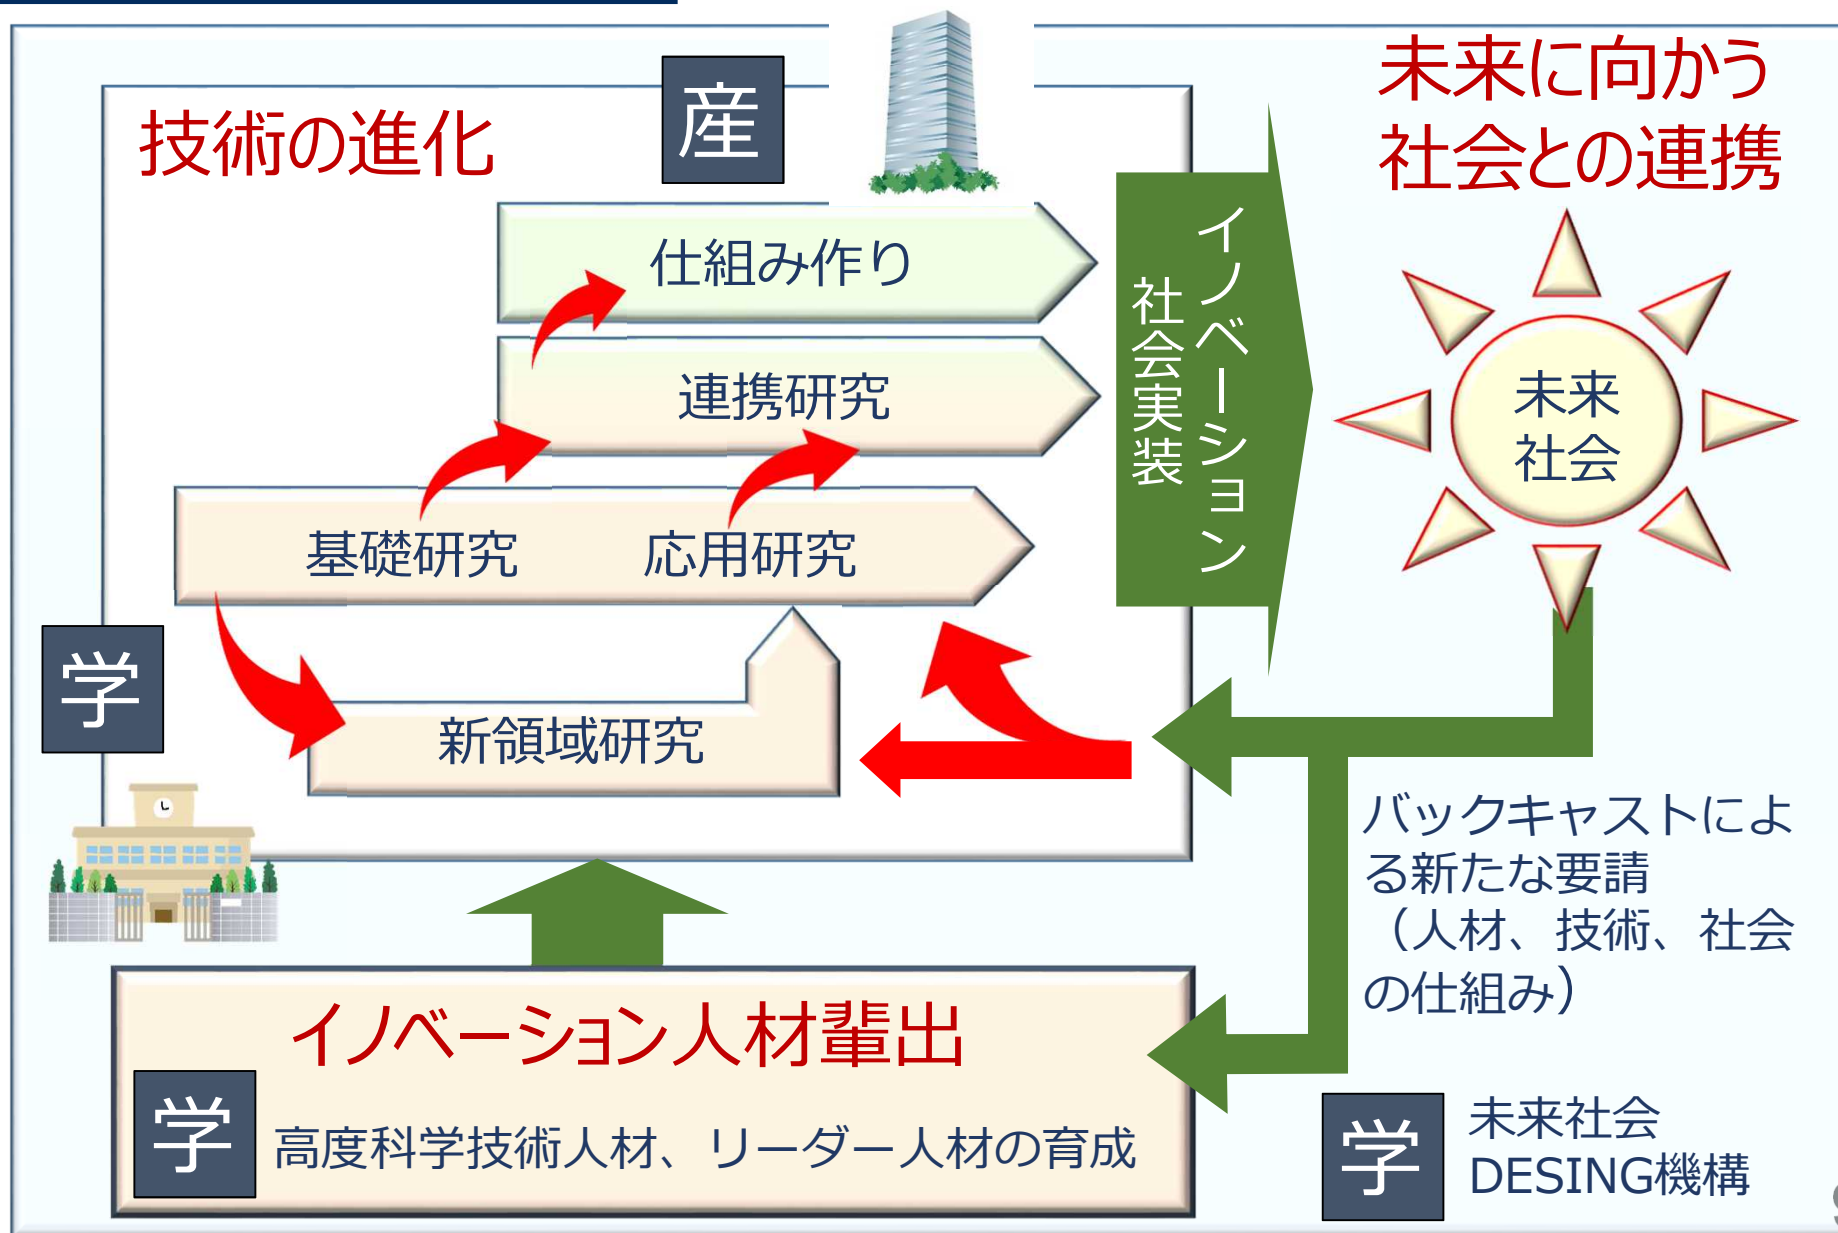 技術の進化
産
未来に向かう
社会との連携
仕組み作り
連携研究
基礎研究
応用研究
新領域研究
イノベーション
社会実装
未来
社会
学
バックキャストによ
る新たな要請
(人材、技術、社会
の仕組み)
イノベーション人材輩出
学
高度科学技術人材、リーダー人材の育成
学
未来社会
DESING機構